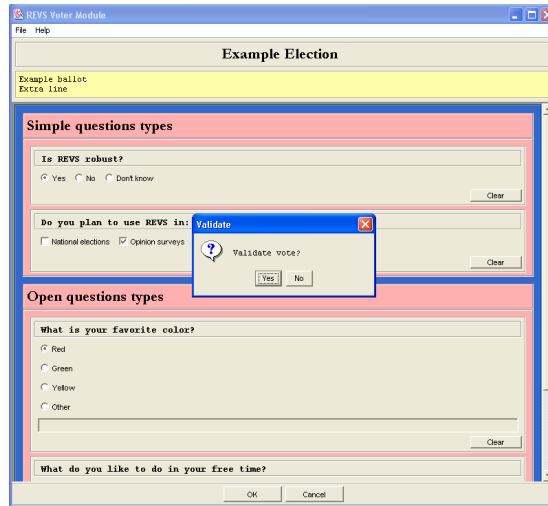 REVS Voter Module
File Help
Example Election
Example ballot
Extra line
Simple questions types
Is REVS robust?
Yes No Don't know
Clear
Do you plan to use REVS in:
National elections Opinion surveys
Clear
Validate
Validate vote?
Yes No
Open questions types
What is your favorite color?
Red
Green
Yellow
Other
Clear
What do you like to do in your free time?
OK Cancel